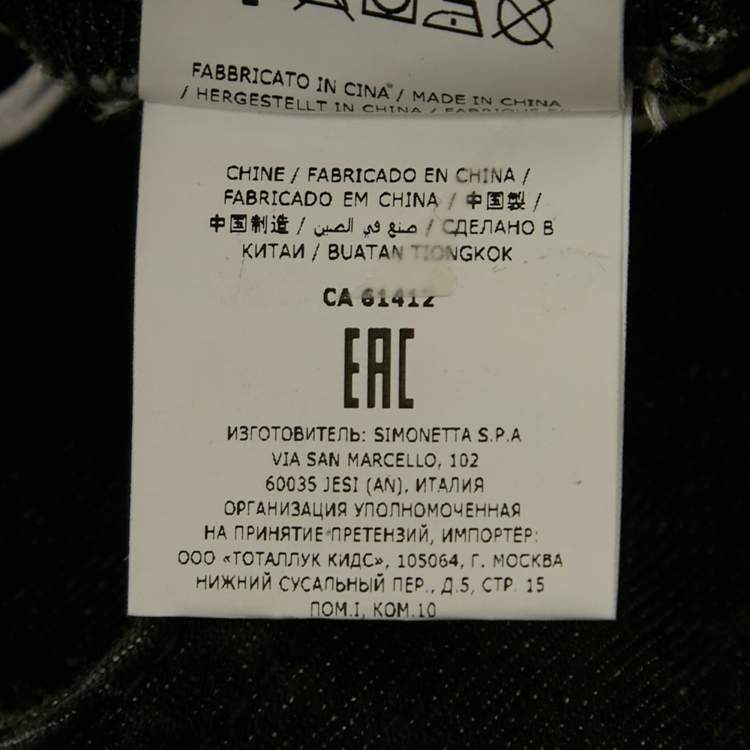 FABBRICATO IN CINA / MADE IN CHINA
/ HERGESTELLT IN CHINA / FABRIQUE EN
CHINE / FABRICADO EN CHINA /
FABRICADO EM CHINA / 中国製 /
中国制造 / صنع في الصين / СДЕЛАНО В
КИТАИ / BUATAN TIONGKOK
CA 61412
EAC
ИЗГОТОВИТЕЛЬ: SIMONETTA S.P.A
VIA SAN MARCELLO, 102
60035 JESI (AN), ИТАЛИЯ
ОРГАНИЗАЦИЯ УПОЛНОМОЧЕННАЯ
НА ПРИНЯТИЕ ПРЕТЕНЗИЙ, ИМПОРТЕР:
ООО «ТОТАЛЛУК КИДС», 105064, Г. МОСКВА
НИЖНИЙ СУСАЛЬНЫЙ ПЕР., Д.5, СТР. 15
ПОМ.I, КОМ.10